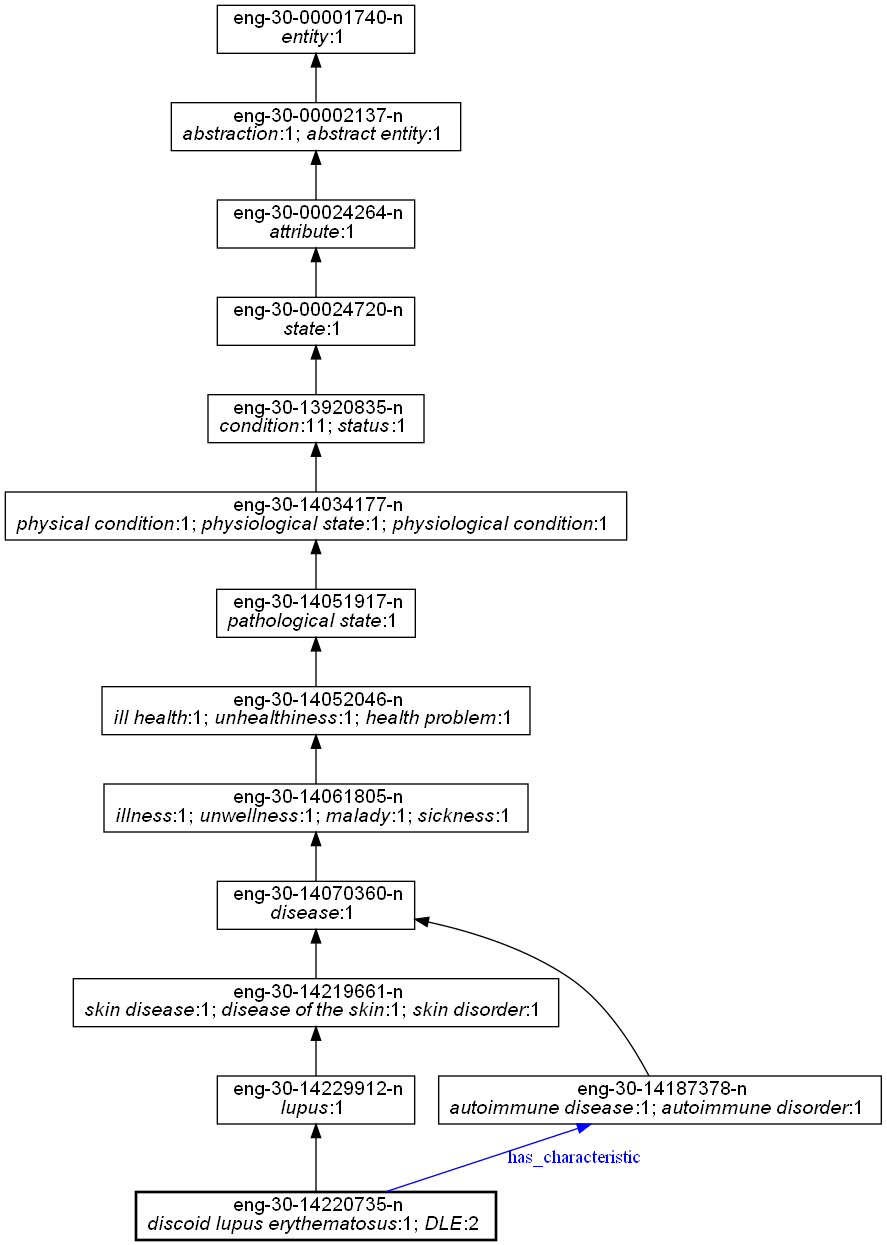 eng-30-00001740-n
entity:1
eng-30-00002137-n
abstraction:1; abstract entity:1
eng-30-00024264-n
attribute:1
eng-30-00024720-n
state:1
eng-30-13920835-n
condition:11; status:1
eng-30-14034177-n
physical condition:1; physiological state:1; physiological condition:1
eng-30-14051917-n
pathological state:1
eng-30-14052046-n
ill health:1; unhealthiness:1; health problem:1
eng-30-14061805-n
illness:1; unwellness:1; malady:1; sickness:1
eng-30-14070360-n
disease:1
eng-30-14219661-n
skin disease:1; disease of the skin:1; skin disorder:1
eng-30-14229912-n
lupus:1
eng-30-14187378-n
autoimmune disease:1; autoimmune disorder:1
has_characteristic
eng-30-14220735-n
discoid lupus erythematosus:1; DLE:2